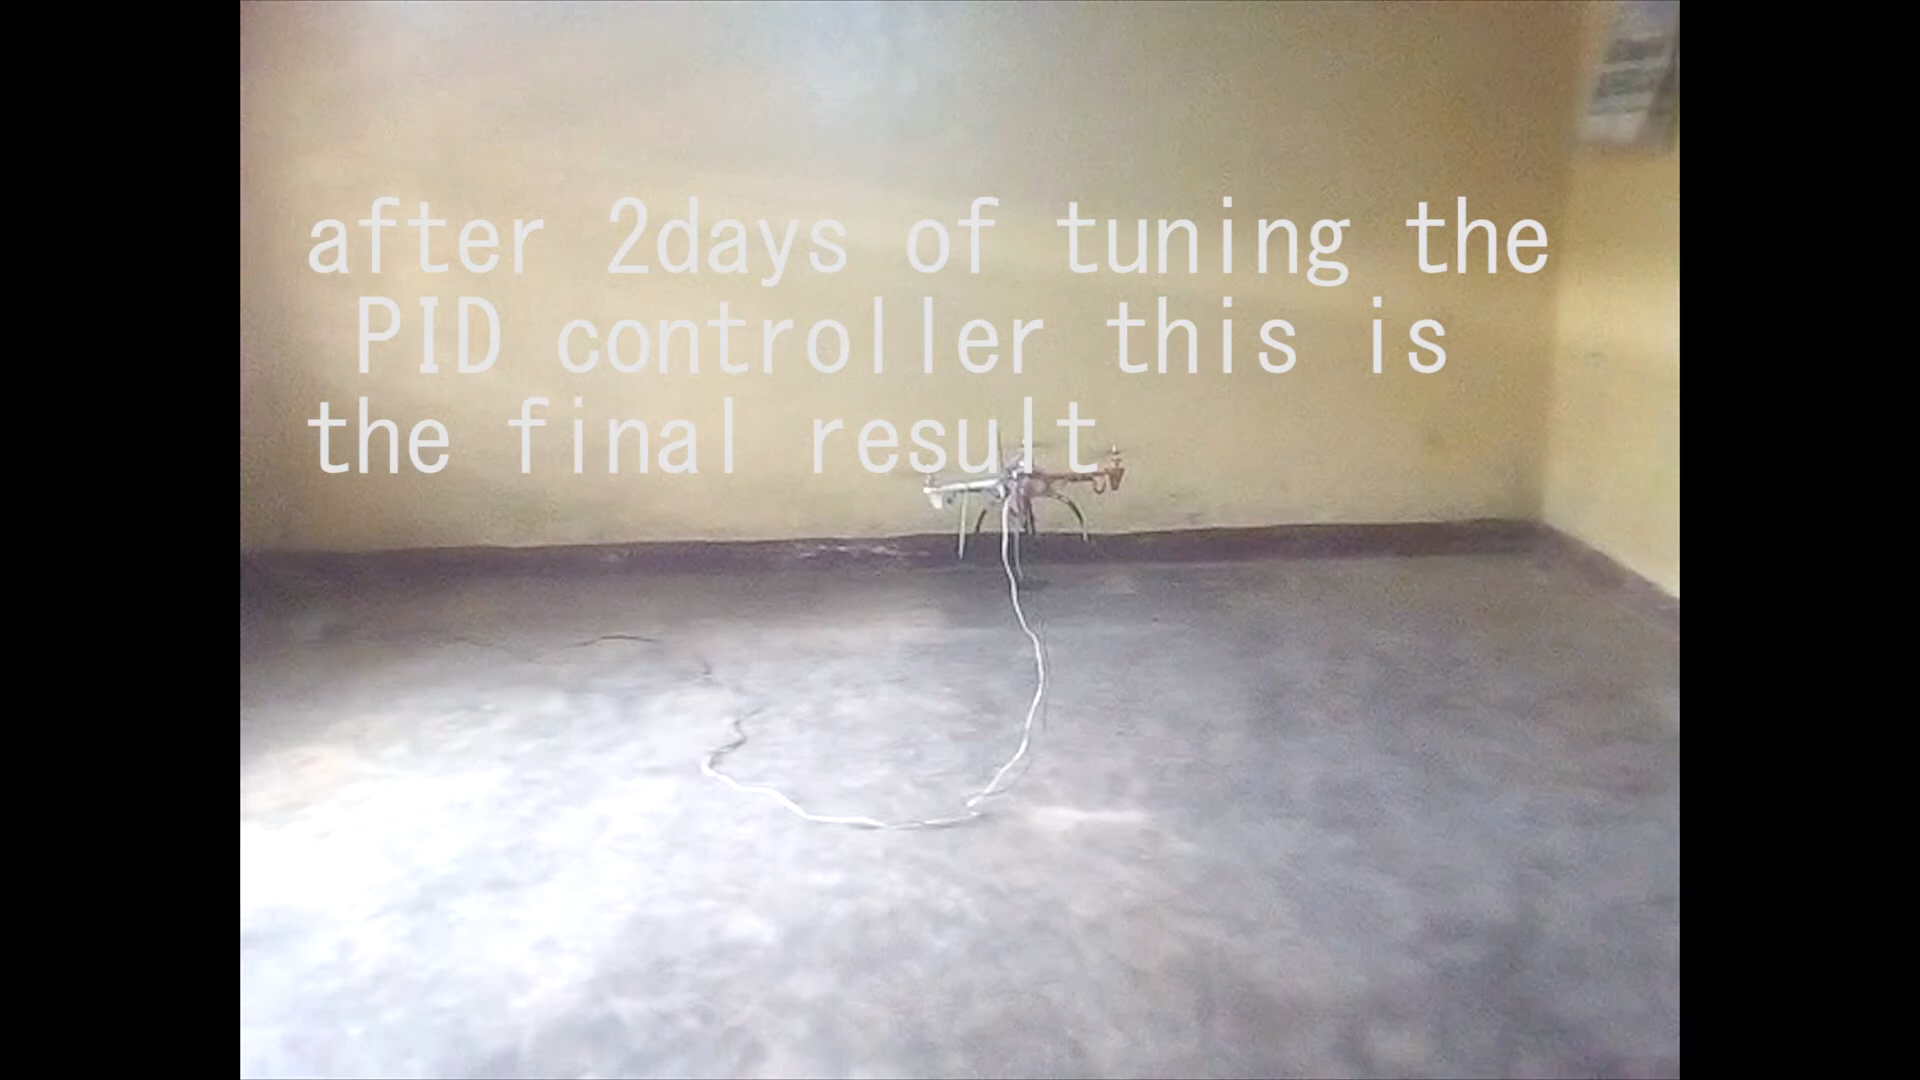 after 2days of tuning the
PID controller this is
the final result